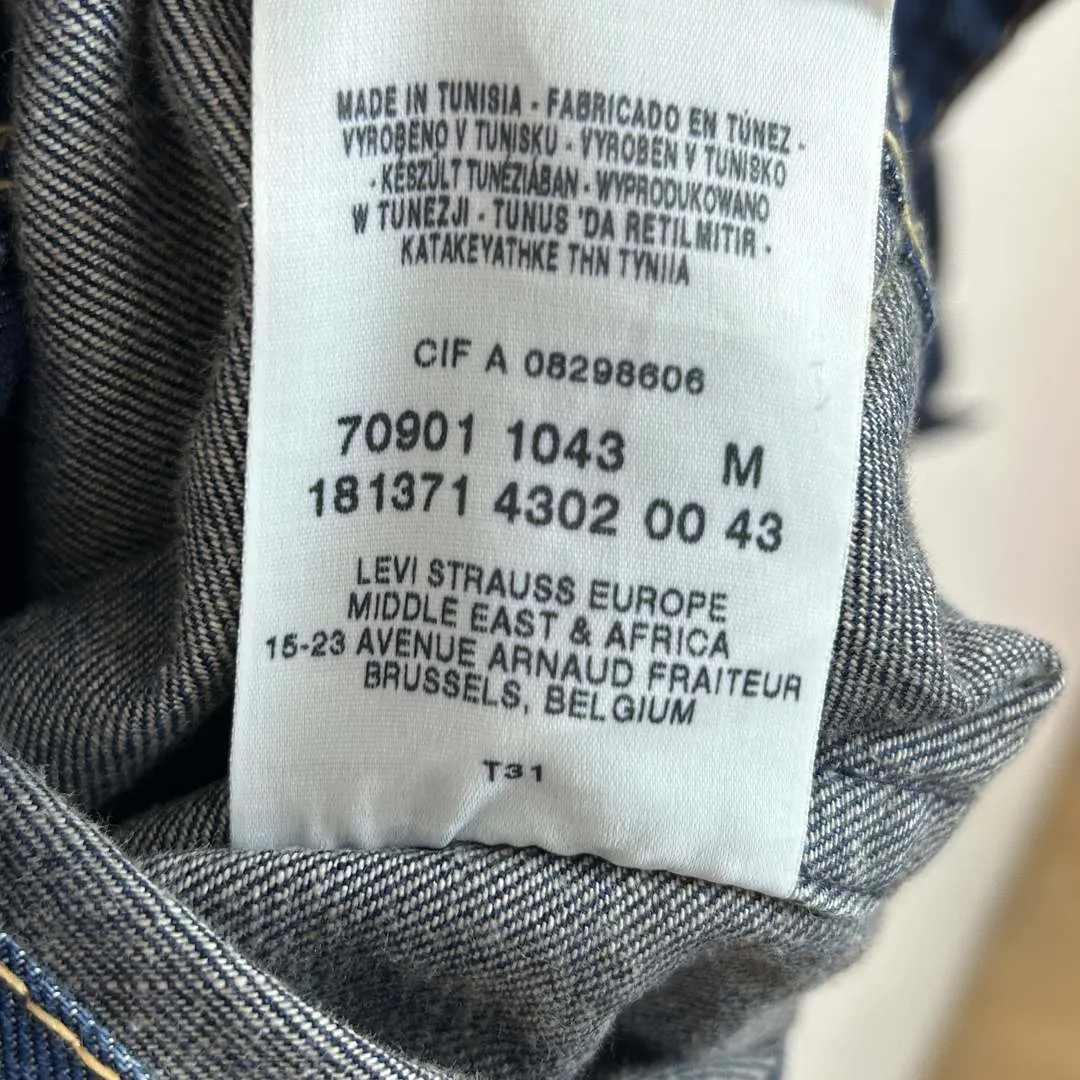 MADE IN TUNISIA - FABRICADO EN TÚNEZ -
VYROBENO V TUNISKU - VYROBEN V TUNISKO
- KÉSZÜLT TUNÉZIÁBAN - WYPRODUKOWANO
W TUNEZJI - TUNUS 'DA RETILMITIR -
KATAKEYATHKE THN TYNIIA
CIF A 08298606
70901 1043 M
181371 4302 00 43
LEVI STRAUSS EUROPE
MIDDLE EAST & AFRICA
15-23 AVENUE ARNAUD FRAITEUR
BRUSSELS, BELGIUM
T31